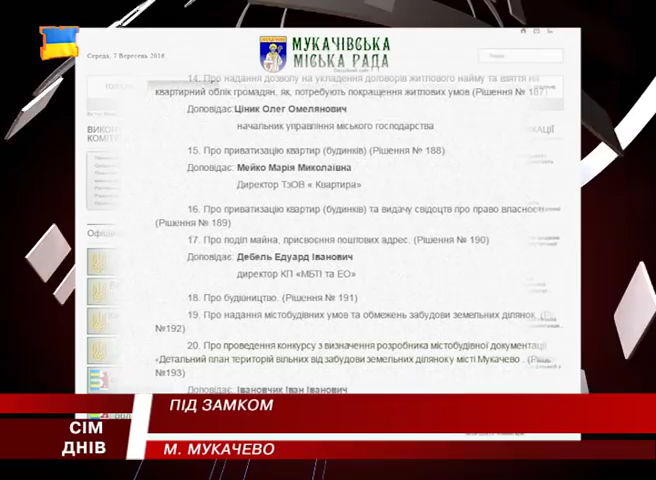 Середа, 7 Вересень 2016
МУКАЧІВСЬКА
МІСЬКА РАДА
14. Про надання дозволу на укладення договорів житлового найму та взяття на
квартирний облік громадян, як, потребують покращення житлових умов (Рішення № 187)
Доповідає: Ціник Олег Омелянович
начальник управління міського господарства
15. Про приватизацію квартир (будинків) (Рішення № 188)
Доповідає: Мейко Марія Миколаївна
Директор ТзОВ « Квартира»
16. Про приватизацію квартир (будинків) та видачу свідоцтв про право власності
(Рішення № 189)
17. Про поділ майна, присвоєння поштових адрес. (Рішення № 190)
Доповідає: Дебель Едуард Іванович
директор КП «МБТІ та ЕО»
18. Про будівництво. (Рішення № 191)
19. Про надання містобудівних умов та обмежень забудови земельних ділянок.
№192)
20. Про проведення конкурсу з визначення розробника містобудівної документації
«Детальний план територій вільних від забудови земельних ділянок у місті Мукачево .
№193)
Доповідає: Івановчик Іван Іванович
ПІД ЗАМКОМ
СІМ
ДНІВ
М. МУКАЧЕВО